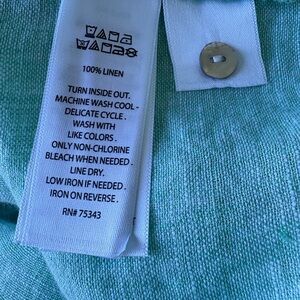 100% LINEN
TURN INSIDE OUT.
MACHINE WASH COOL -
DELICATE CYCLE .
WASH WITH
LIKE COLORS .
ONLY NON-CHLORINE
BLEACH WHEN NEEDED .
LINE DRY.
LOW IRON IF NEEDED .
IRON ON REVERSE .
RN# 75343